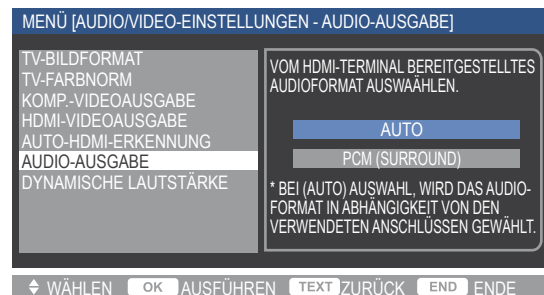 MENÜ [AUDIO/VIDEO-EINSTELLUNGEN - AUDIO-AUSGABE]
TV-BILDFORMAT
TV-FARBNORM
KOMP.-VIDEOAUSGABE
HDMI-VIDEOAUSGABE
AUTO-HDMI-ERKENNUNG
AUDIO-AUSGABE
DYNAMISCHE LAUTSTÄRKE
VOM HDMI-TERMINAL BEREITGESTELLTES
AUDIOFORMAT AUSWAÄHLEN.
AUTO
PCM (SURROUND)
* BEI (AUTO) AUSWAHL, WIRD DAS AUDIO-
FORMAT IN ABHÄNGIGKEIT VON DEN
VERWENDETEN ANSCHLÜSSEN GEWÄHLT.
WÄHLEN OK AUSFÜHREN TEXT ZURÜCK END ENDE